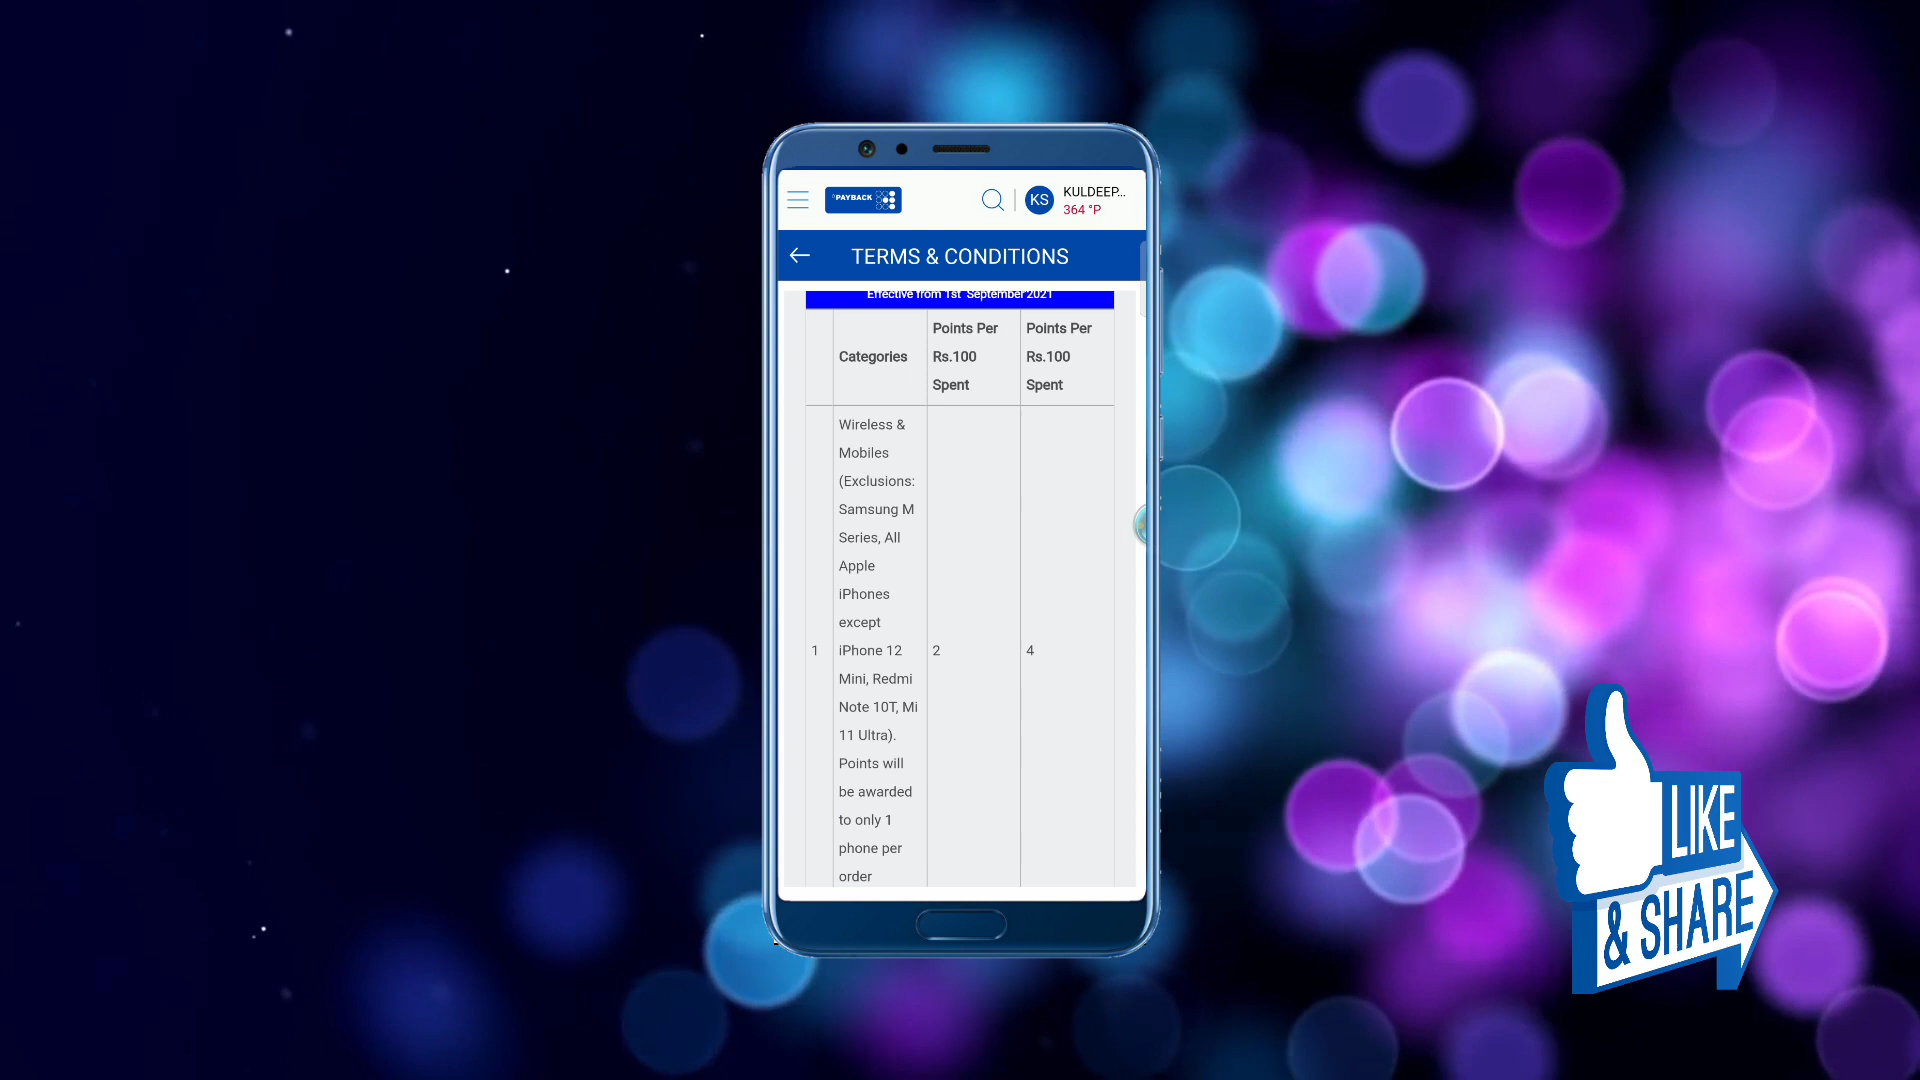 PAYBACK
KS
KULDEEP...
364 °P
TERMS & CONDITIONS
Effective from 1st September 2021
Categories
Points Per
Rs.100
Spent
Points Per
Rs.100
Spent
1
Wireless &
Mobiles
(Exclusions:
Samsung M
Series, All
Apple
iPhones
except
iPhone 12
Mini, Redmi
Note 10T, Mi
11 Ultra).
Points will
be awarded
to only 1
phone per
order
2
4
LIKE
& SHARE